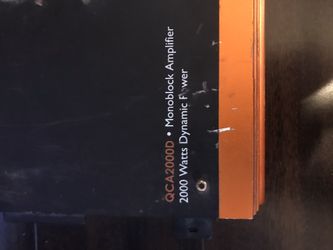 QCA2000D • Monoblock Amplifier
2000 Watts Dynamic Power